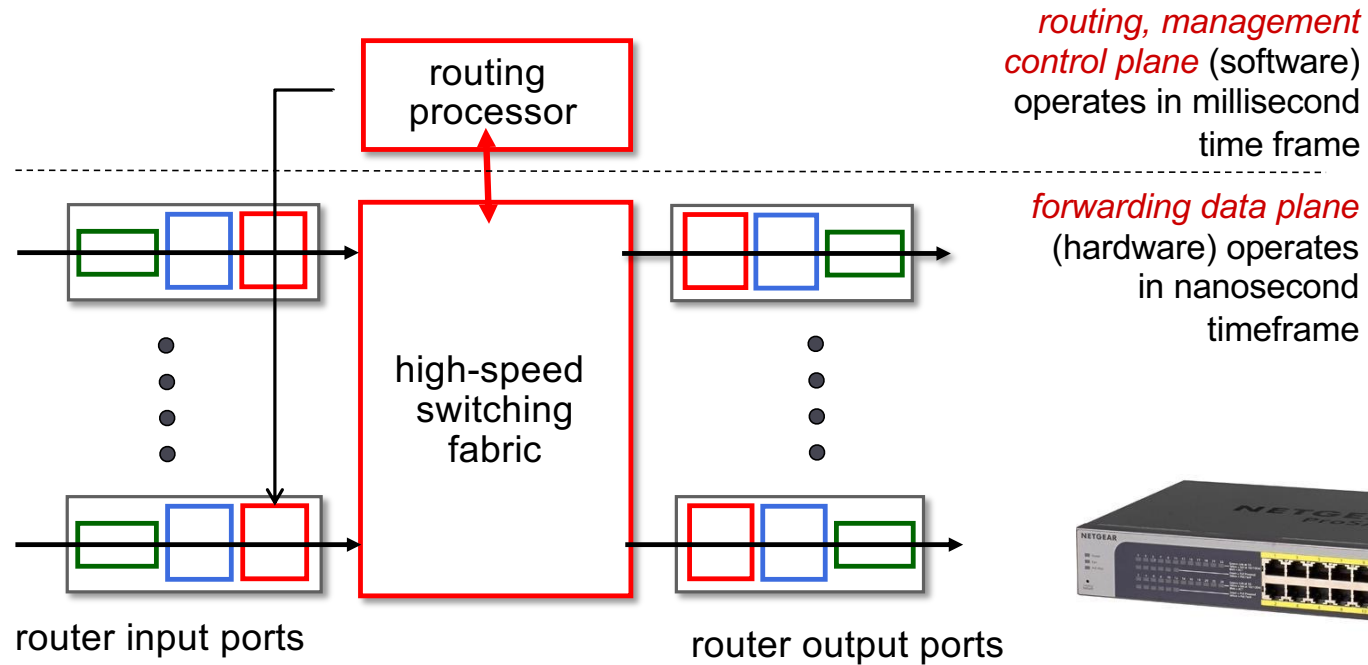 routing
processor
routing, management
control plane (software)
operates in millisecond
time frame
forwarding data plane
(hardware) operates
in nanosecond
timeframe
high-speed
switching
fabric
router input ports
router output ports
NETGEAR